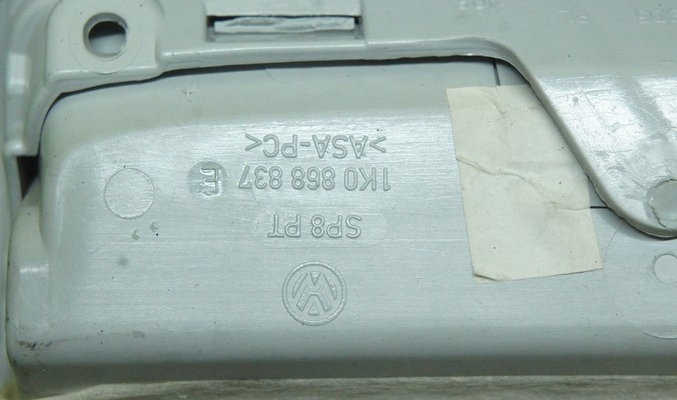 SP8 PT
1K0 868 837 E
>ASA-PC<